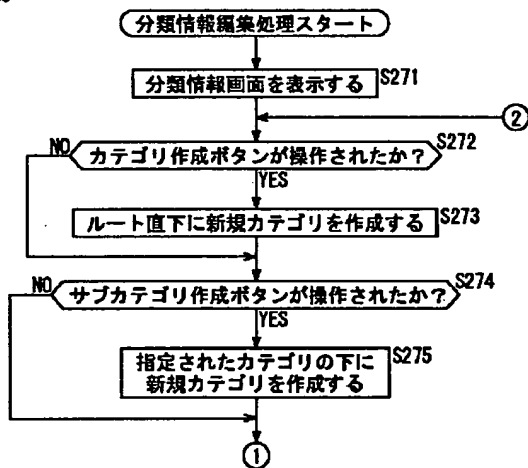 分類情報編集処理スタート
分類情報画面を表示する
S271
②
カテゴリ作成ボタンが操作されたか？
S272
NO
YES
ルート直下に新規カテゴリを作成する
S273
サブカテゴリ作成ボタンが操作されたか？
S274
NO
YES
指定されたカテゴリの下に
新規カテゴリを作成する
S275
①